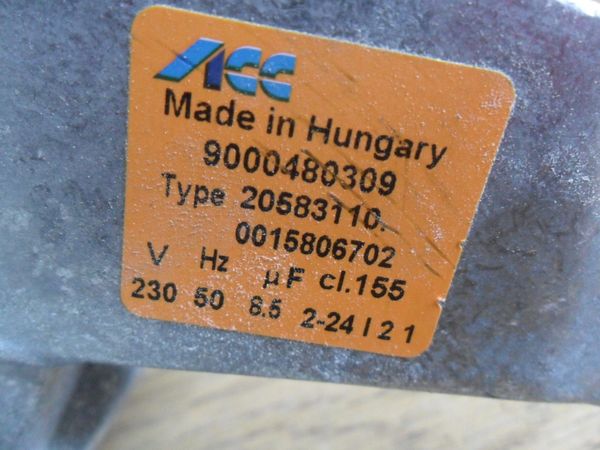 ACC
Made in Hungary
9000480309
Type 20583110.
0015806702
V Hz µF cl.155
230 50 8.5 2-24 I 2 1